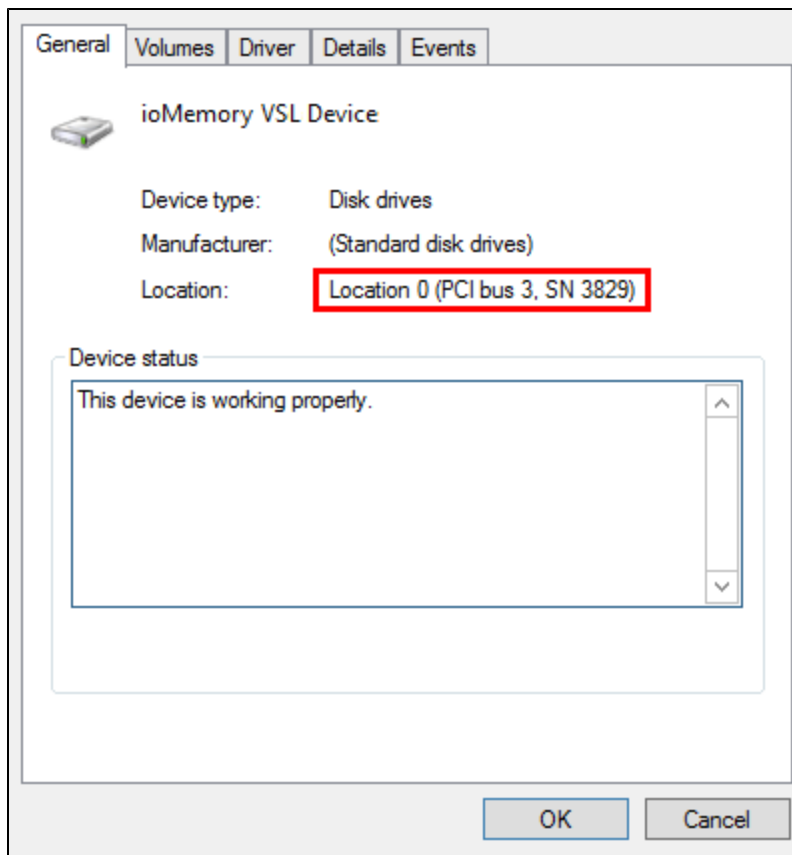 General Volumes Driver Details Events
ioMemory VSL Device
Device type: Disk drives
Manufacturer: (Standard disk drives)
Location: Location 0 (PCI bus 3, SN 3829)
Device status
This device is working properly.
OK Cancel